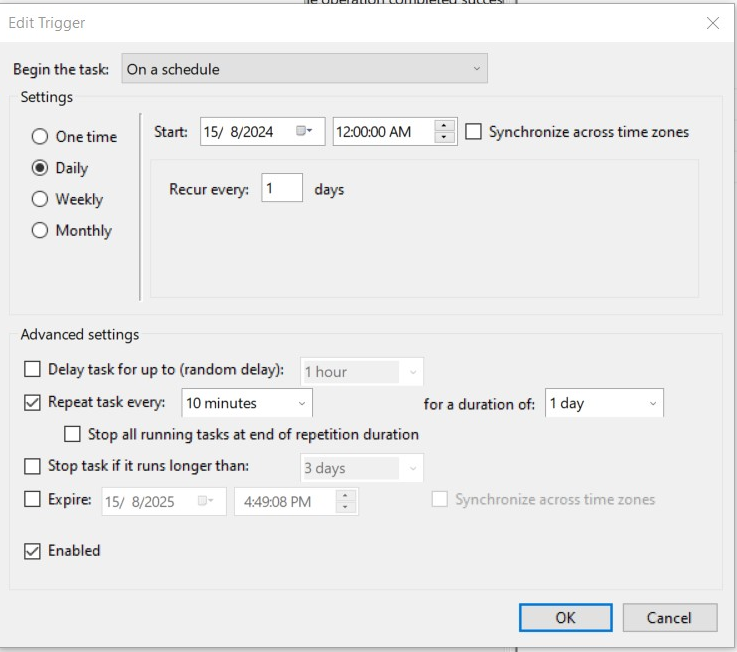 le operation completed succes
Edit Trigger
Begin the task: On a schedule
Settings
One time
Daily
Weekly
Monthly
Start: 15/ 8/2024 12:00:00 AM Synchronize across time zones
Recur every: 1 days
Advanced settings
Delay task for up to (random delay): 1 hour
Repeat task every: 10 minutes for a duration of: 1 day
Stop all running tasks at end of repetition duration
Stop task if it runs longer than: 3 days
Expire: 15/ 8/2025 4:49:08 PM Synchronize across time zones
Enabled
OK Cancel